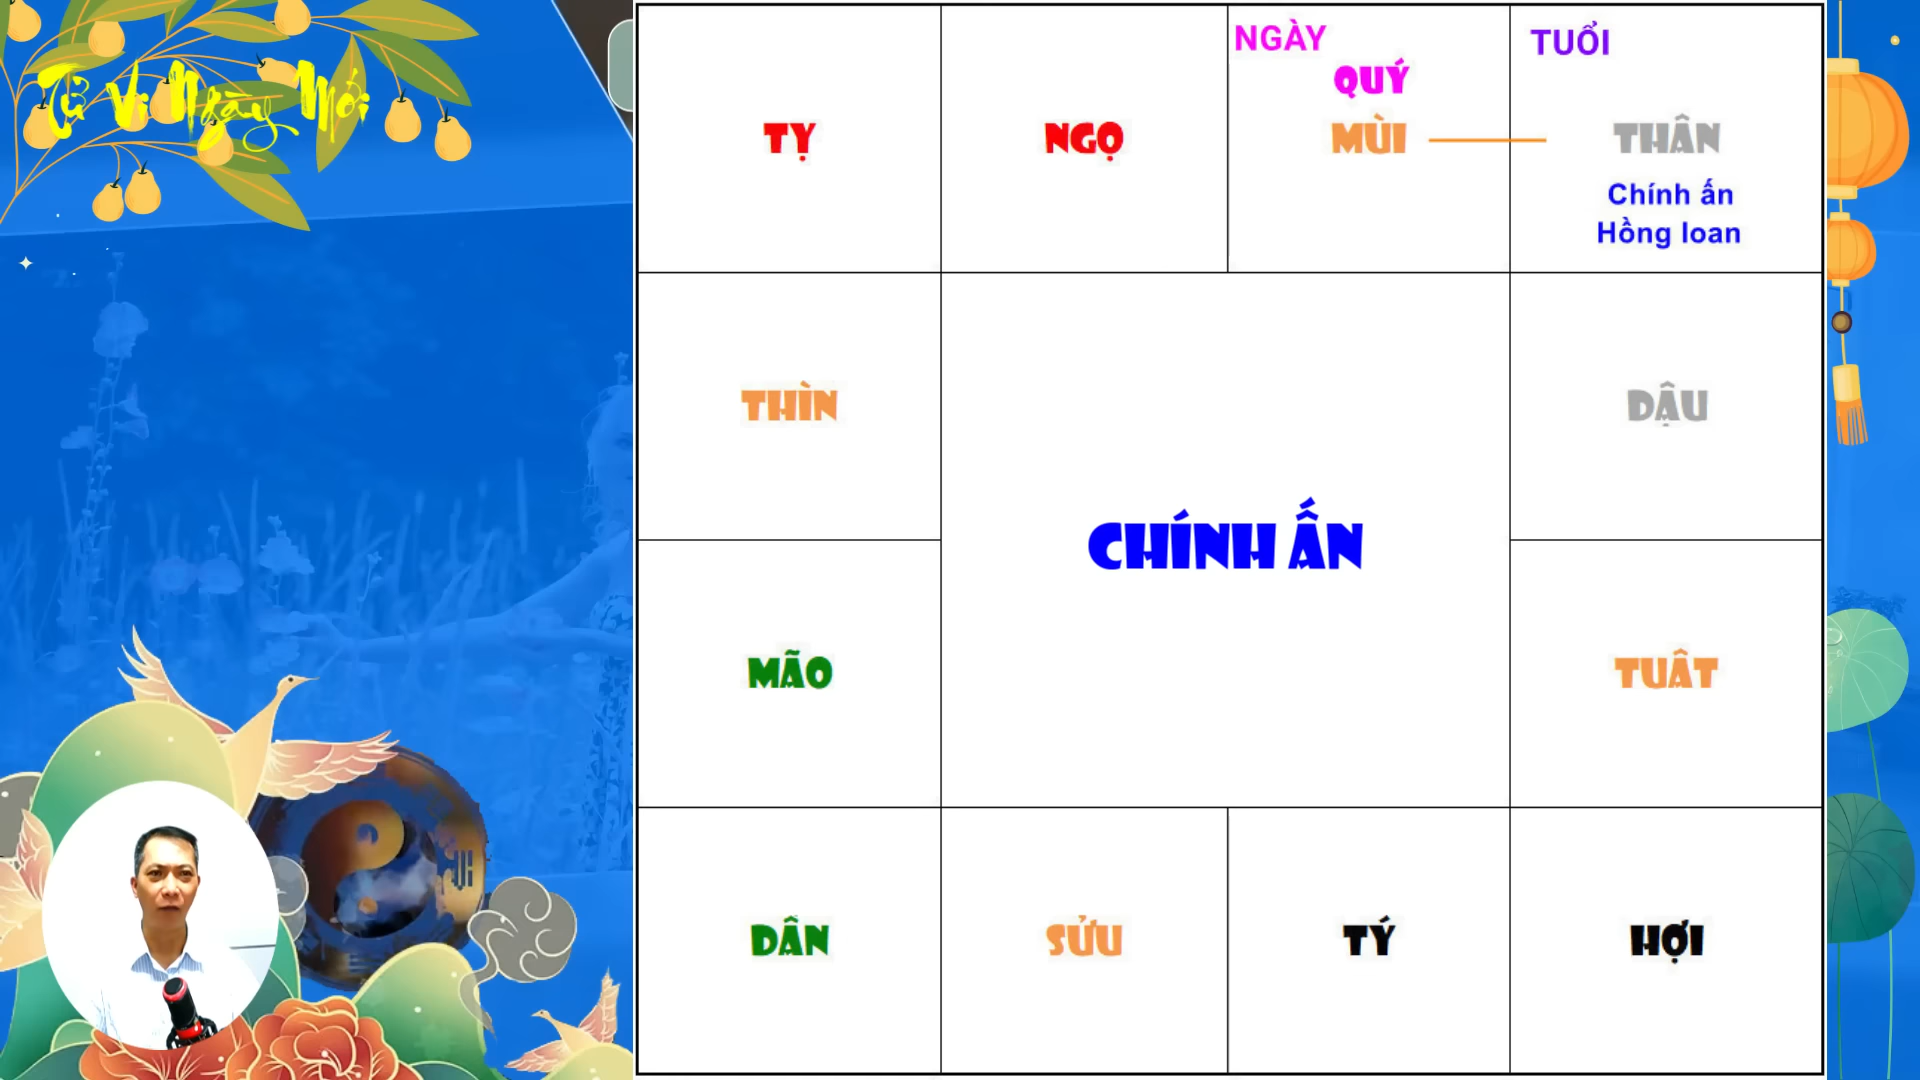 Tử Vi Ngày Mới
NGÀY
TUỔI
QUÝ
TỴ
NGỌ
MÙI
THÂN
Chính ấn
Hồng loan
THÌN
DẬU
CHÍNH ẤN
MÃO
TUẤT
DẦN
SỬU
TÝ
HỢI